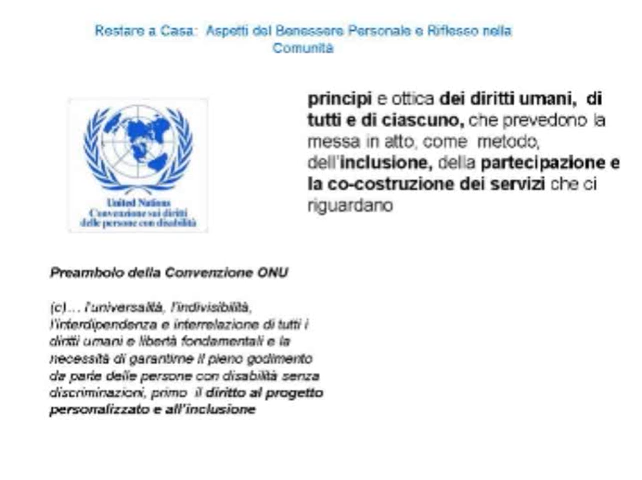 Restare a Casa: Aspetti del Benessere Personale e Riflesso nella
Comunità
principi e ottica dei diritti umani, di
tutti e di ciascuno, che prevedono la
messa in atto, come metodo,
dell'inclusione, della partecipazione e
la co-costruzione dei servizi che ci
riguardano
United Nations
Convenzione sui diritti
delle persone con disabilità
Preambolo della Convenzione ONU
(c)… l'universalità, l'indivisibilità,
l'interdipendenza e interrelazione di tutti i
diritti umani e libertà fondamentali e la
necessità di garantirne il pieno godimento
da parte delle persone con disabilità senza
discriminazioni, primo il diritto al progetto
personalizzato e all'inclusione